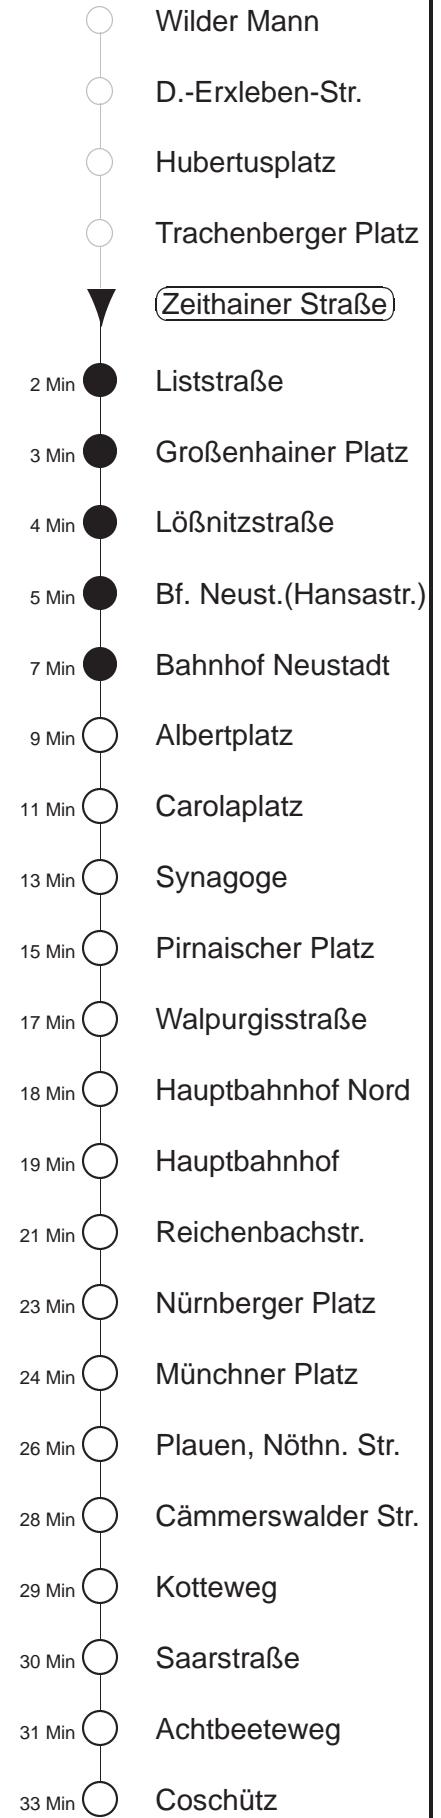 Wilder Mann
D.-Erxleben-Str.
Hubertusplatz
Trachenberger Platz
Zeithainer Straße
2 Min Liststraße
3 Min Großenhainer Platz
4 Min Lößnitzstraße
5 Min Bf. Neust.(Hansastr.)
7 Min Bahnhof Neustadt
9 Min Albertplatz
11 Min Carolaplatz
13 Min Synagoge
15 Min Pirnaischer Platz
17 Min Walpurgisstraße
18 Min Hauptbahnhof Nord
19 Min Hauptbahnhof
21 Min Reichenbachstr.
23 Min Nürnberger Platz
24 Min Münchner Platz
26 Min Plauen, Nöthn. Str.
28 Min Cämmerswalder Str.
29 Min Kotteweg
30 Min Saarstraße
31 Min Achtbeeteweg
33 Min Coschütz